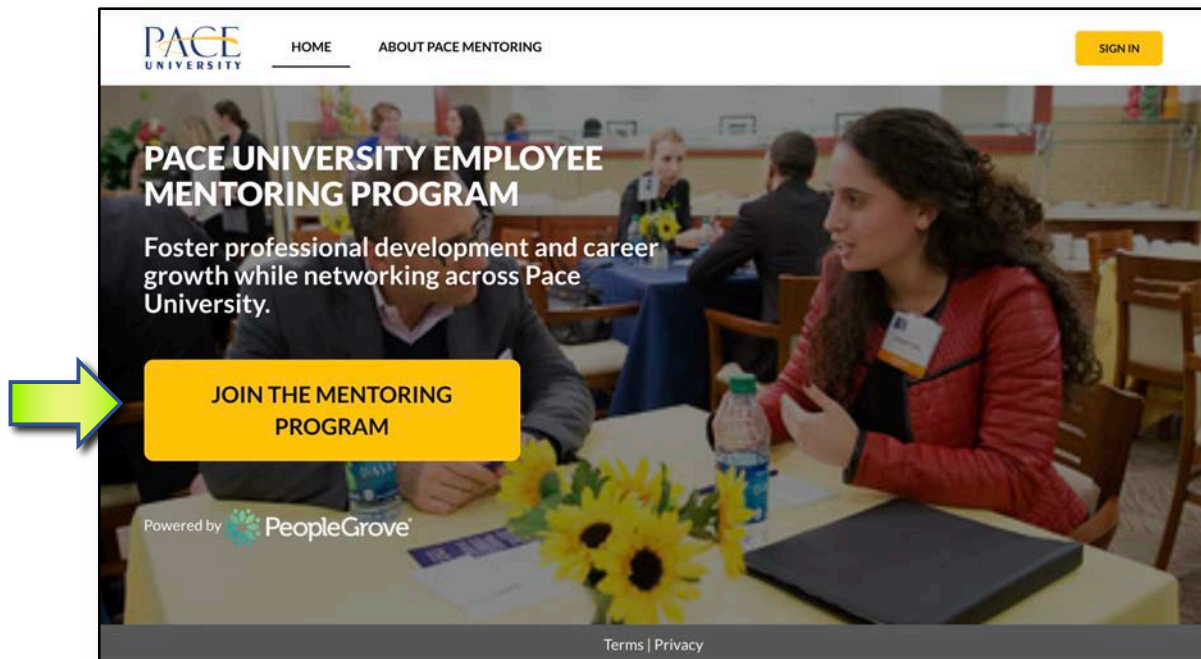 PACE
UNIVERSITY
HOME
ABOUT PACE MENTORING
SIGN IN
PACE UNIVERSITY EMPLOYEE
MENTORING PROGRAM
Foster professional development and career
growth while networking across Pace
University.
JOIN THE MENTORING
PROGRAM
Powered by PeopleGrove
Terms | Privacy